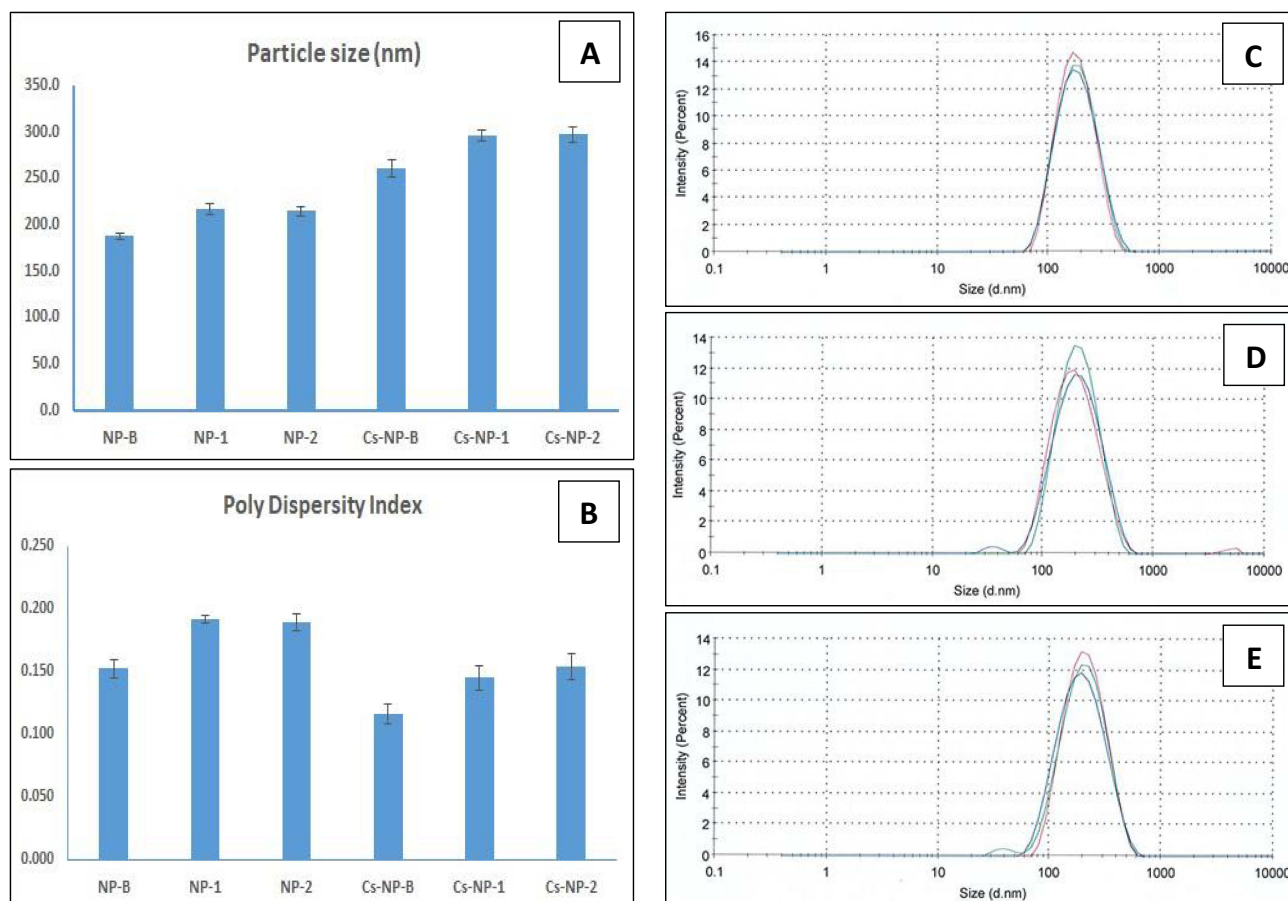 Particle size (nm)
A
350.0
300.0
250.0
200.0
150.0
100.0
50.0
0.0
NP-B NP-1 NP-2 Cs-NP-B Cs-NP-1 Cs-NP-2
Poly Dispersity Index
B
0.250
0.200
0.150
0.100
0.050
0.000
NP-B NP-1 NP-2 Cs-NP-B Cs-NP-1 Cs-NP-2
C
Intensity (Percent)
16
14
12
10
8
6
4
2
0
0.1 1 10 100 1000 10000
Size (d.nm)
D
Intensity (Percent)
14
12
10
8
6
4
2
0
0.1 1 10 100 1000 10000
Size (d.nm)
E
Intensity (Percent)
14
12
10
8
6
4
2
0
0.1 1 10 100 1000 10000
Size (d.nm)